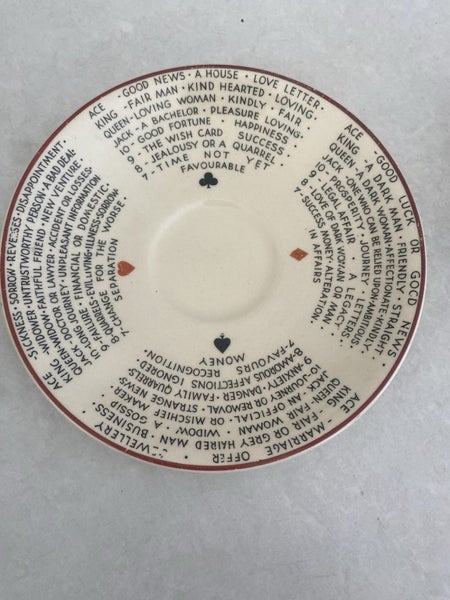 ACE · GOOD NEWS · A HOUSE · LOVE LETTER ·
KING · FAIR MAN · KIND HEARTED · LOVING ·
QUEEN · LOVING WOMAN · KINDLY · FAIR
JACK · A BACHELOR · PLEASURE LOVING ·
10 · GOOD FORTUNE · HAPPINESS
9 · THE WISH CARD SUCCESS ·
8 · JEALOUSY OR A QUARREL
7 · TIME NOT YET
FAVOURABLE
ACE · GOOD LUCK OR GOOD NEWS ·
KING · A DARK MAN · FRIENDLY · STRAIGHT
QUEEN · A DARK WOMAN · AFFECTIONATE · KINDLY ·
JACK · ONE WHO CAN BE RELIED UPON · AMBITIOUS ·
10 · PROSPERITY · JOURNEY · LETTERS
9 · LEGAL AFFAIR · A LEGACY ·
8 · LOVE OF DARK WOMAN OR MAN ·
7 · SUCCESS MONEY · ALTERATION
IN AFFAIRS
ACE - MARRIAGE OFFER · JEWELLERY
KING · FAIR OR GREY HAIRED MAN · BUSINESS
QUEEN · FAIR WOMAN · WIDOW · A GOSSIP
JACK · AN OFFICIAL OR MISCHIEF MAKER
10 · JOURNEY OR REMOVAL · STRANGE NEWS
9 · ANXIETY · DANGER · FAMILY QUARRELS
8 · AMOROUS AFFECTIONS IGNORED
7 · FAVOURS RECOGNITION
MONEY
ACE · SICKNESS · SORROW · REVERSES · DISAPPOINTMENT ·
KING · WIDOWER · UNTRUSTWORTHY PERSON · A BAD DEAL ·
QUEEN · WIDOW · FAITHFUL FRIEND · NEW VENTURE ·
JACK · DOCTOR OR LAWYER · ACCIDENT OR LOSSES ·
10 · LONG JOURNEY · UNPLEASANT INFORMATION
9 · FAILURE · FINANCIAL OR DOMESTIC ·
8 · QUARRELS · EVIL LIVING · ILLNESS · SORROW ·
7 · CHANGE FOR THE WORSE ·
SEPARATION